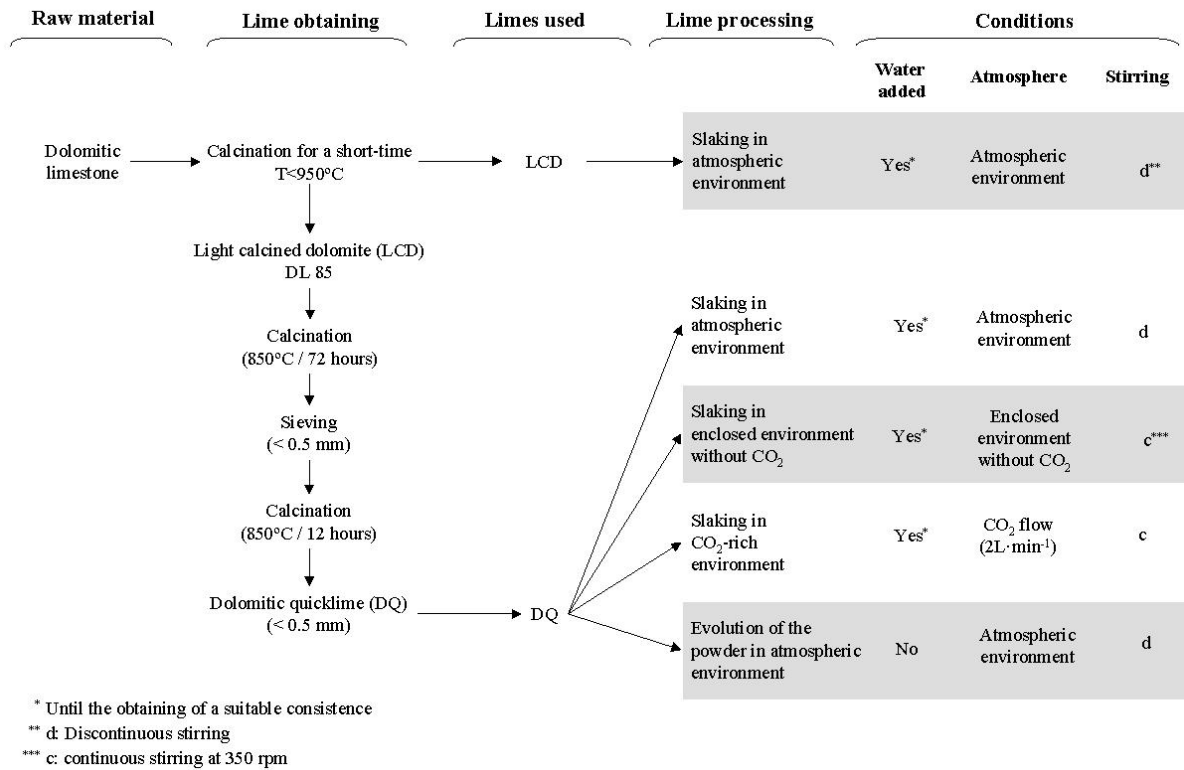 Raw material
Lime obtaining
Limes used
Lime processing
Conditions
Water
added
Atmosphere
Stirring
Dolomitic
limestone
Calcination for a short-time
T<950°C
LCD
Slaking in
atmospheric
environment
Yes*
Atmospheric
environment
d**
Light calcined dolomite (LCD)
DL 85
Calcination
(850°C / 72 hours)
Sieving
(< 0.5 mm)
Calcination
(850°C / 12 hours)
Dolomitic quicklime (DQ)
(< 0.5 mm)
DQ
Slaking in
atmospheric
environment
Yes*
Atmospheric
environment
d
Slaking in
enclosed environment
without CO₂
Yes*
Enclosed
environment
without CO₂
c***
Slaking in
CO₂-rich
environment
Yes*
CO₂ flow
(2L·min⁻¹)
c
Evolution of the
powder in atmospheric
environment
No
Atmospheric
environment
d
* Until the obtaining of a suitable consistence
** d: Discontinuous stirring
*** c: continuous stirring at 350 rpm